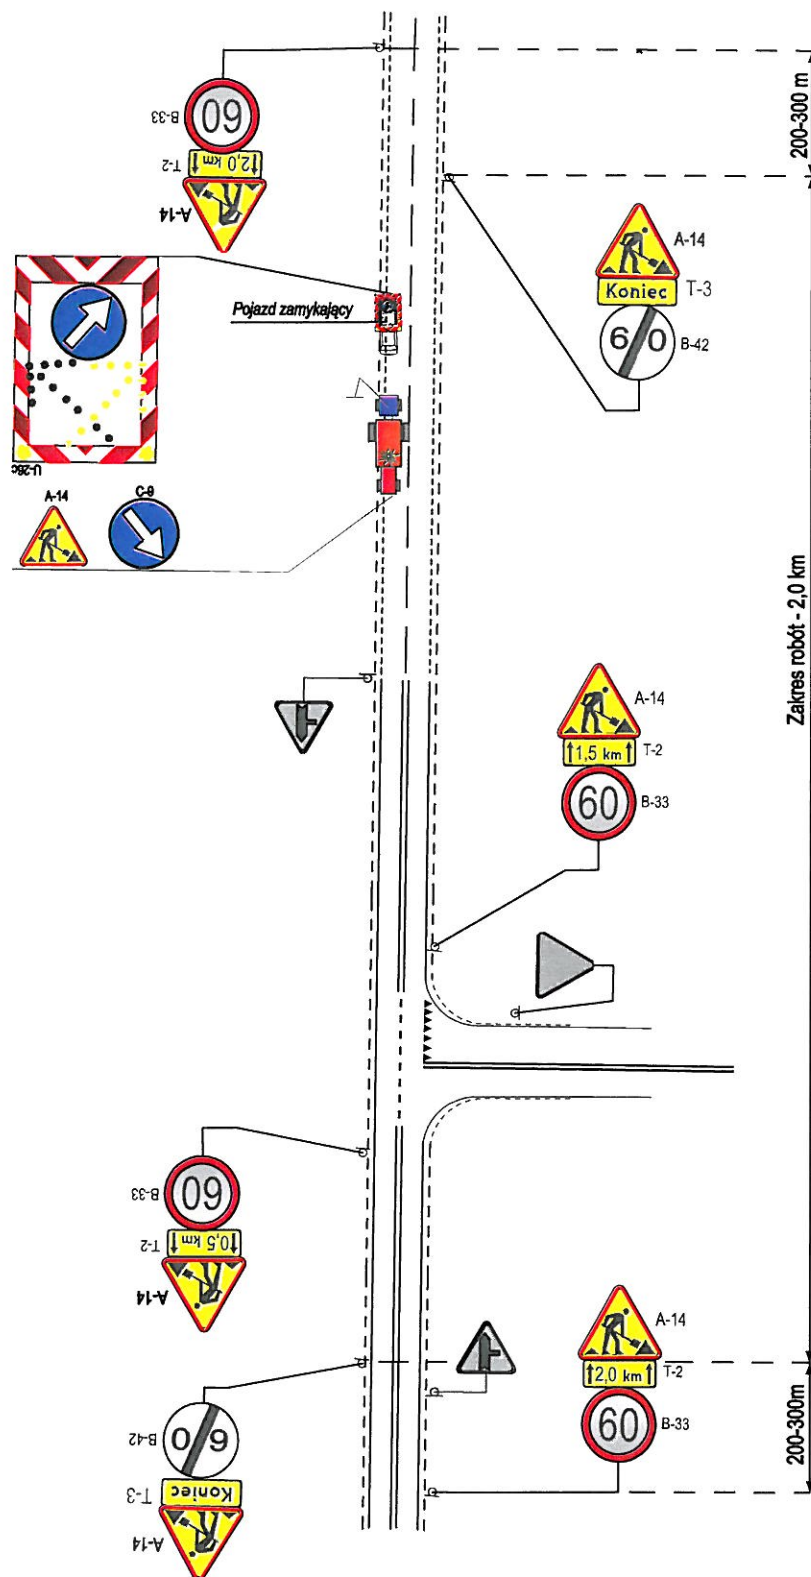 B-33
60
T-2
2,0 km
A-14
200-300 m
A-14
Koniec
T-3
60
B-42
Pojazd zamykający
U-26c
A-14
C-9
Zakres robót - 2,0 km
A-14
1,5 km
T-2
60
B-33
B-33
60
T-2
0,5 km
A-14
A-14
2,0 km
T-2
60
B-33
200-300m
B-42
60
T-3
Koniec
A-14